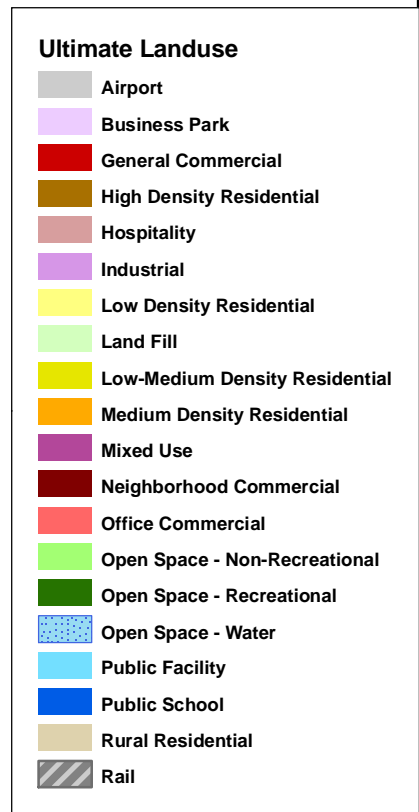 Ultimate Landuse
Airport
Business Park
General Commercial
High Density Residential
Hospitality
Industrial
Low Density Residential
Land Fill
Low-Medium Density Residential
Medium Density Residential
Mixed Use
Neighborhood Commercial
Office Commercial
Open Space - Non-Recreational
Open Space - Recreational
Open Space - Water
Public Facility
Public School
Rural Residential
Rail